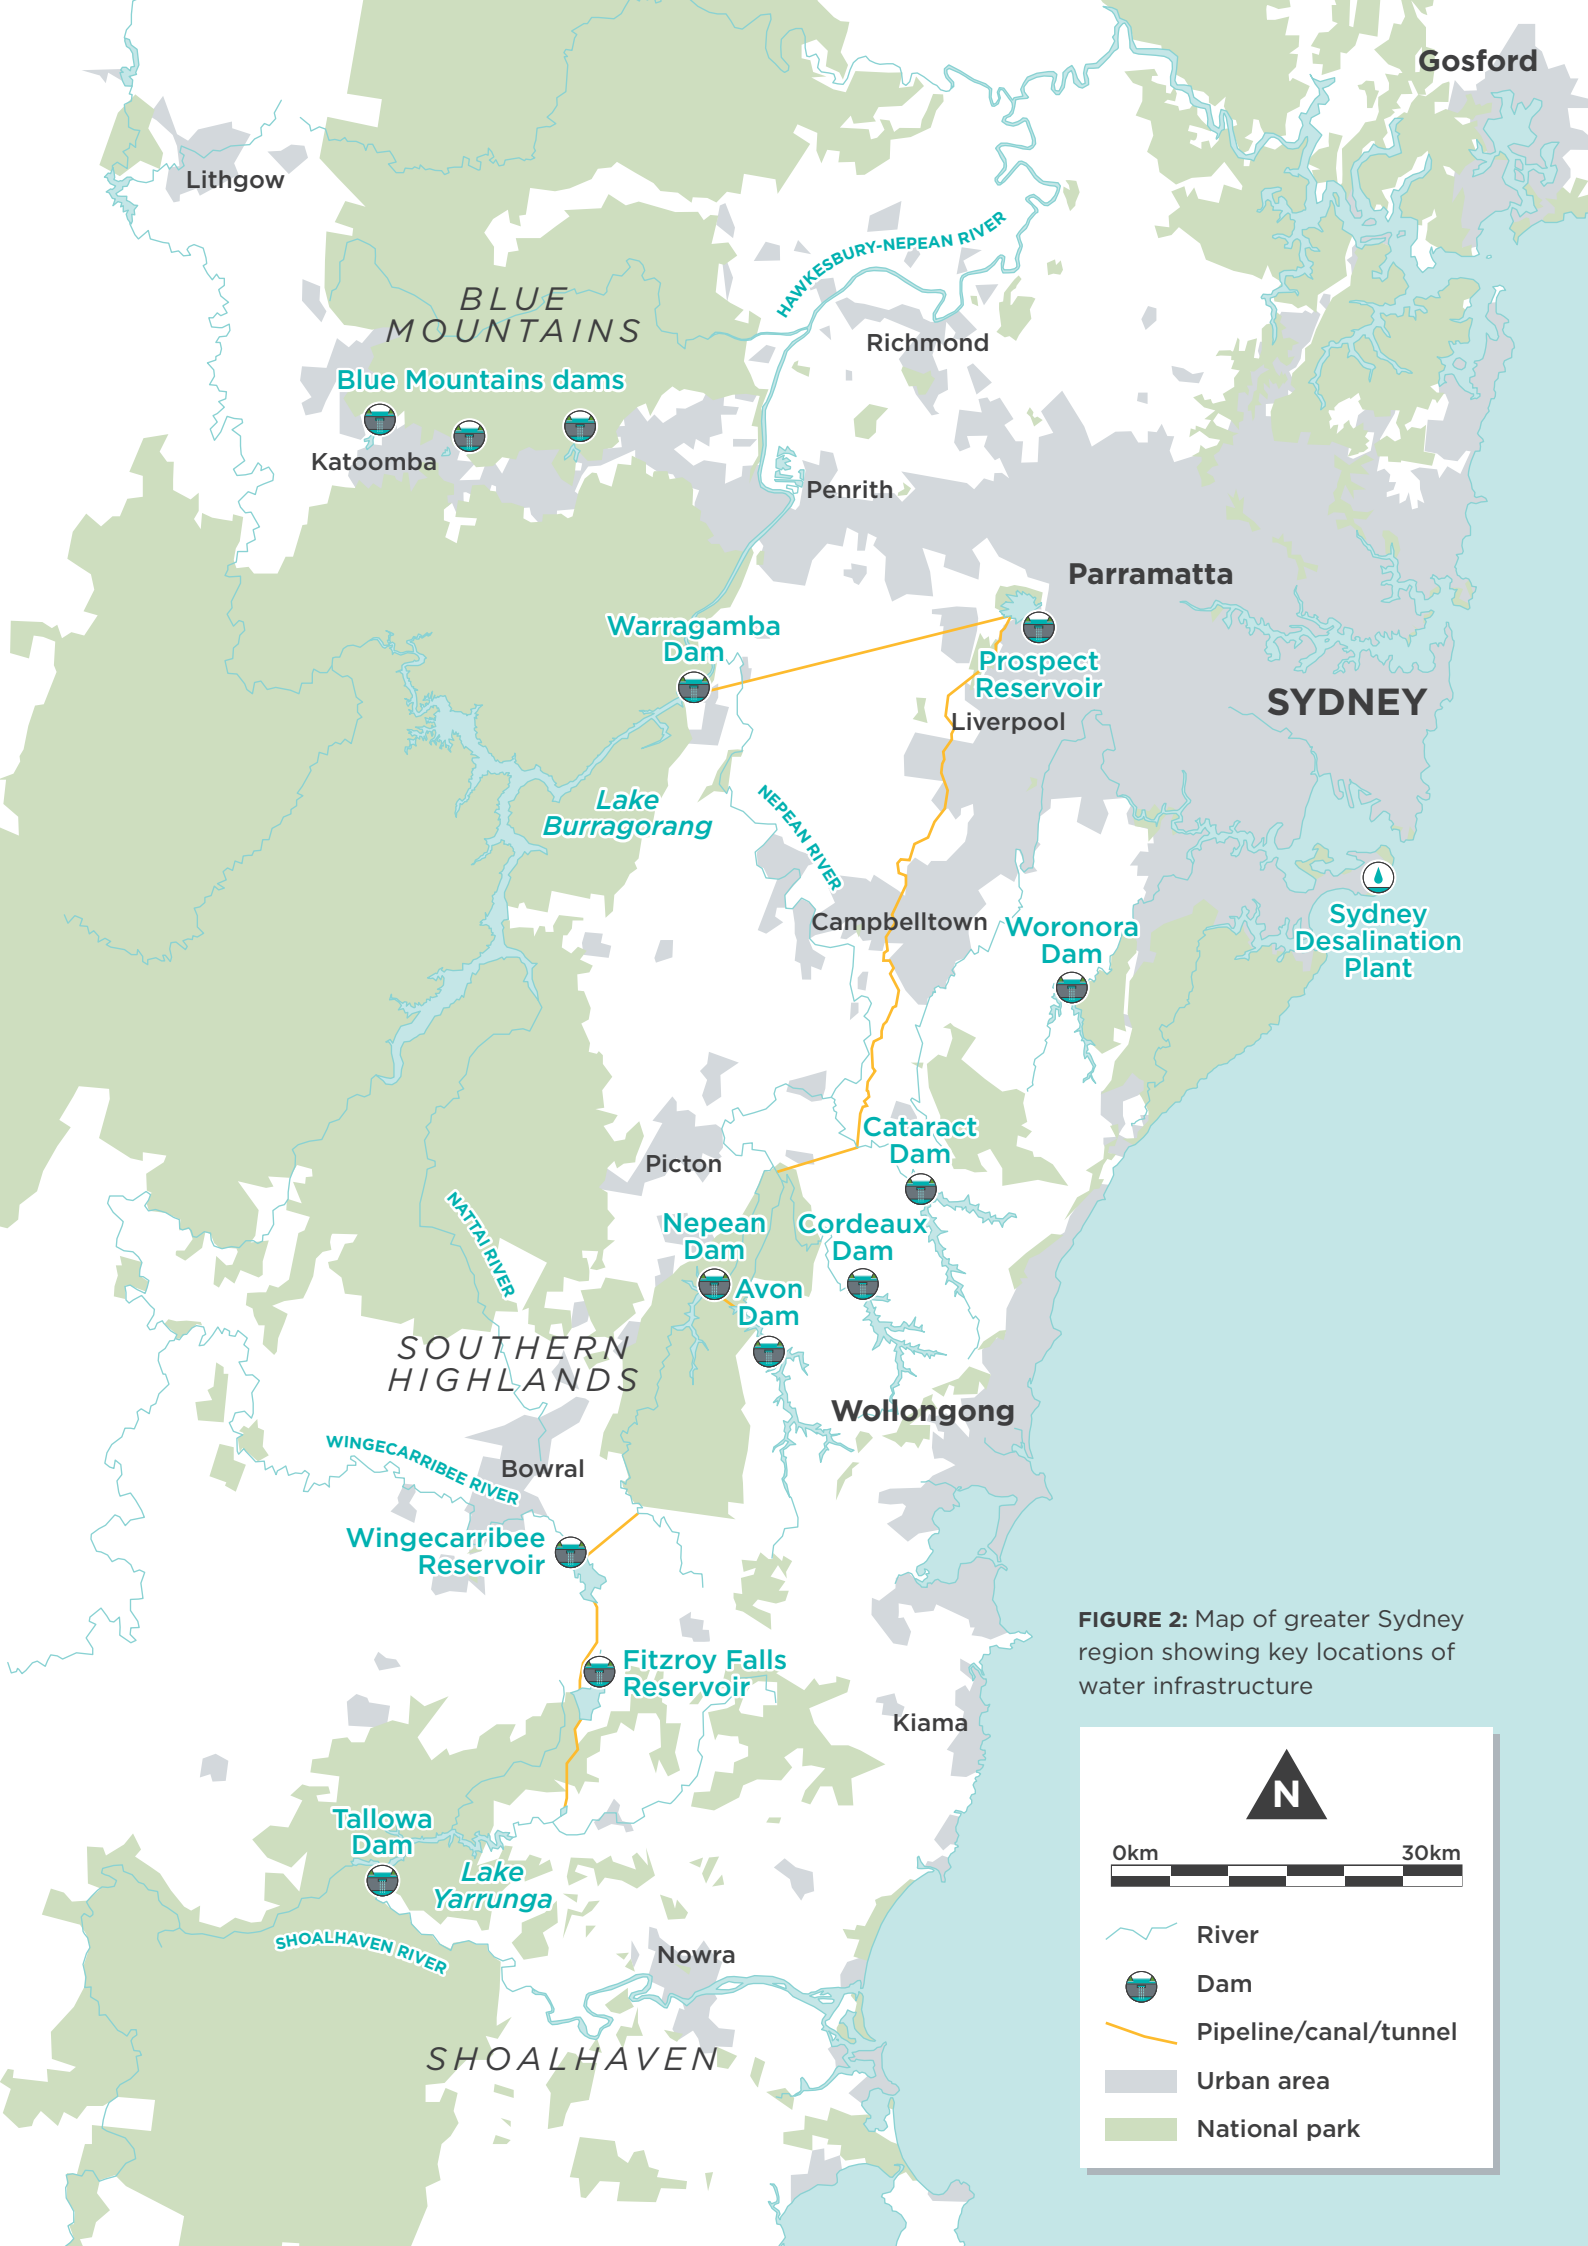 Gosford
Lithgow
HAWKESBURY-NEPEAN RIVER
BLUE
MOUNTAINS
Richmond
Blue Mountains dams
Katoomba
Penrith
Parramatta
Warragamba
Dam
Prospect
Reservoir
SYDNEY
Liverpool
Lake
Burragorang
NEPEAN RIVER
Campbelltown
Woronora
Dam
Sydney
Desalination
Plant
Cataract
Dam
Picton
NATTAI RIVER
Nepean
Dam
Cordeaux
Dam
Avon
Dam
SOUTHERN
HIGHLANDS
Wollongong
WINGECARRIBEE RIVER
Bowral
Wingecarribee
Reservoir
FIGURE 2: Map of greater Sydney
region showing key locations of
water infrastructure
Fitzroy Falls
Reservoir
Kiama
Tallowa
Dam
Lake
Yarrunga
SHOALHAVEN RIVER
Nowra
SHOALHAVEN
N
0km 30km
River
Dam
Pipeline/canal/tunnel
Urban area
National park